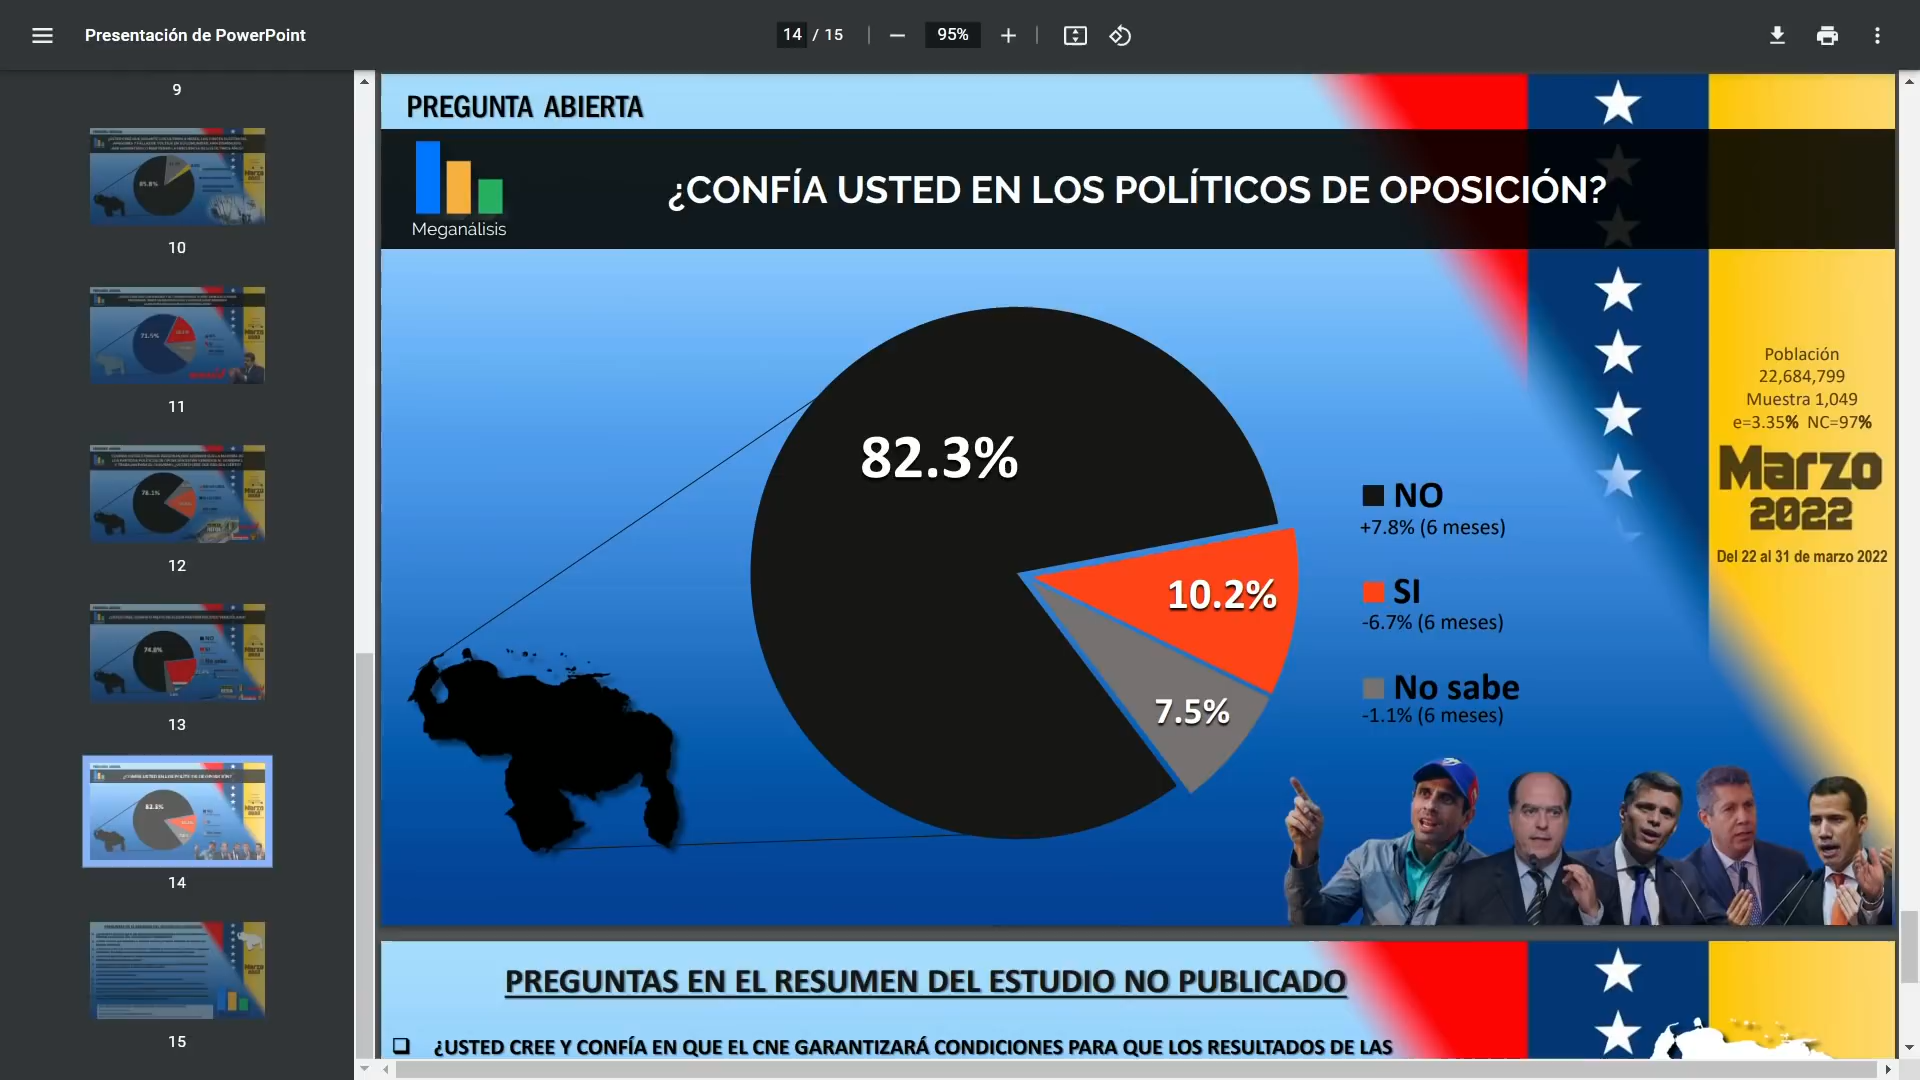 Presentación de PowerPoint
14 / 15
95%
9
10
11
12
13
14
15
PREGUNTA ABIERTA
Meganálisis
¿CONFÍA USTED EN LOS POLÍTICOS DE OPOSICIÓN?
82.3%
10.2%
7.5%
NO
+7.8% (6 meses)
SI
-6.7% (6 meses)
No sabe
-1.1% (6 meses)
Población
22,684,799
Muestra 1,049
e=3.35% NC=97%
Marzo
2022
Del 22 al 31 de marzo 2022
PREGUNTAS EN EL RESUMEN DEL ESTUDIO NO PUBLICADO
¿USTED CREE Y CONFÍA EN QUE EL CNE GARANTIZARÁ CONDICIONES PARA QUE LOS RESULTADOS DE LAS